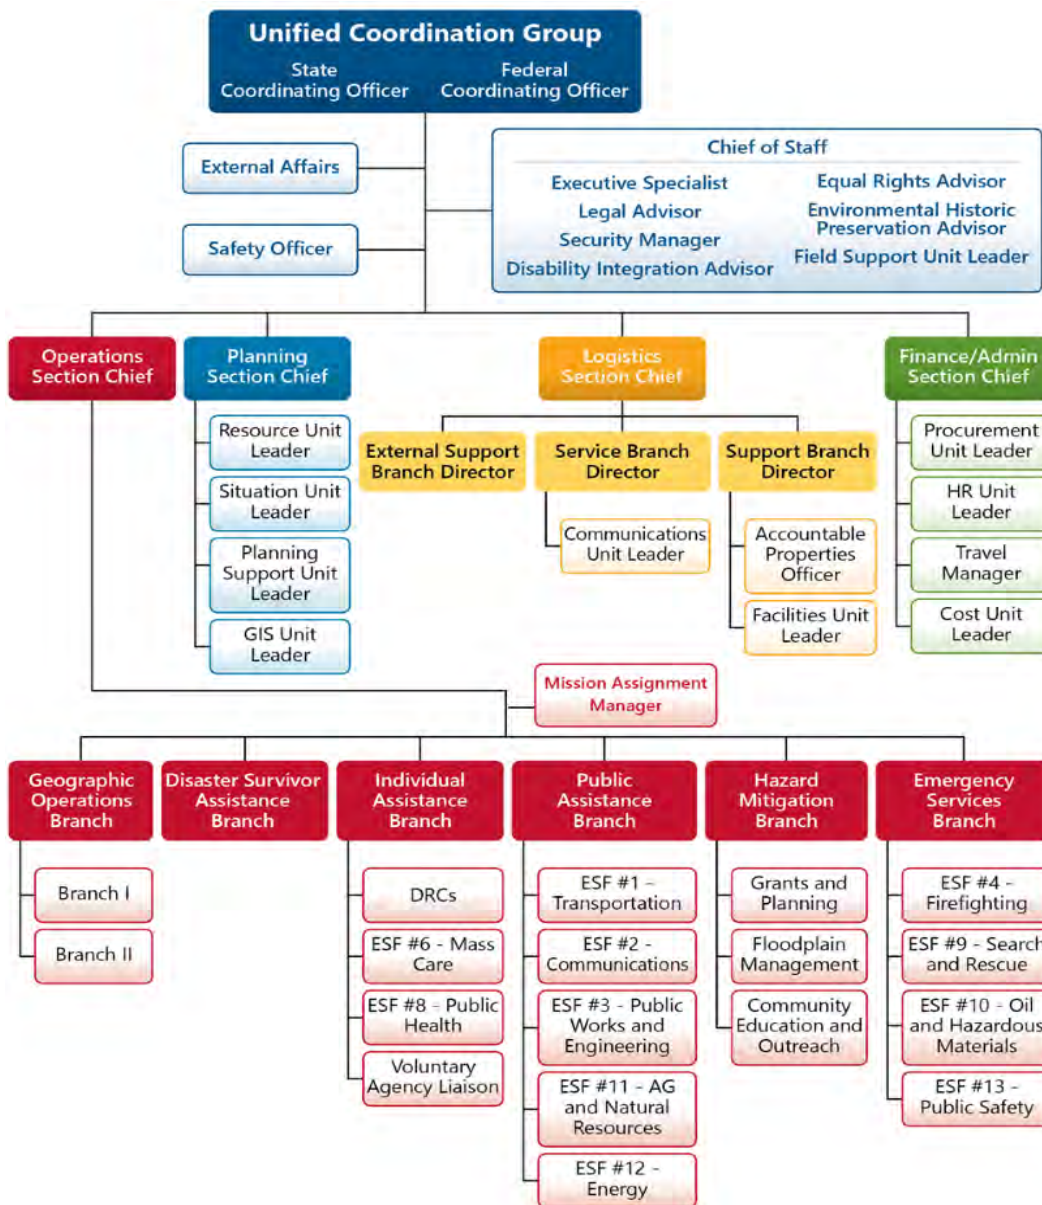 Unified Coordination Group
State
Coordinating Officer
Federal
Coordinating Officer
External Affairs
Safety Officer
Chief of Staff
Executive Specialist
Legal Advisor
Security Manager
Disability Integration Advisor
Equal Rights Advisor
Environmental Historic
Preservation Advisor
Field Support Unit Leader
Operations
Section Chief
Planning
Section Chief
Logistics
Section Chief
Finance/Admin
Section Chief
Resource Unit
Leader
Situation Unit
Leader
Planning
Support Unit
Leader
GIS Unit
Leader
External Support
Branch Director
Service Branch
Director
Support Branch
Director
Communications
Unit Leader
Accountable
Properties
Officer
Facilities Unit
Leader
Procurement
Unit Leader
HR Unit
Leader
Travel
Manager
Cost Unit
Leader
Mission Assignment
Manager
Geographic
Operations
Branch
Disaster Survivor
Assistance
Branch
Individual
Assistance
Branch
Public
Assistance
Branch
Hazard
Mitigation
Branch
Emergency
Services
Branch
Branch I
Branch II
DRCs
ESF #6 - Mass
Care
ESF #8 - Public
Health
Voluntary
Agency Liaison
ESF #1 -
Transportation
ESF #2 -
Communications
ESF #3 - Public
Works and
Engineering
ESF #11 - AG
and Natural
Resources
ESF #12 -
Energy
Grants and
Planning
Floodplain
Management
Community
Education and
Outreach
ESF #4 -
Firefighting
ESF #9 - Search
and Rescue
ESF #10 - Oil
and Hazardous
Materials
ESF #13 -
Public Safety